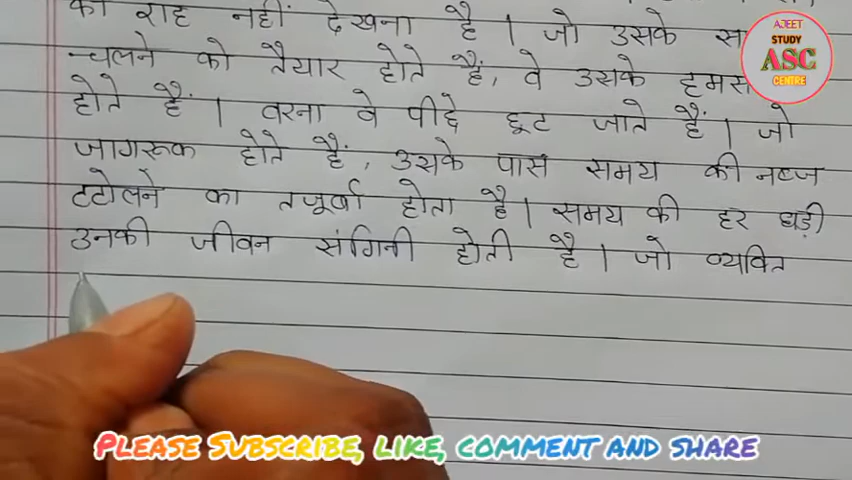 की राह नहीं देखना है । जो उसके
चलने को तैयार होते हैं, वे उसके
होते हैं । वरना वे पीछे छूट जाते हैं । जो
जागरूक होते हैं, उसके पास समय की नब्ज
टटोलने का तजूर्बा होता है। समय की हर घड़ी
उनकी जीवन संगिनी होती है । जो व्यक्ति
AJEET
STUDY
ASC
CENTRE
PLEASE SUBSCRIBE, LIKE, COMMENT AND SHARE